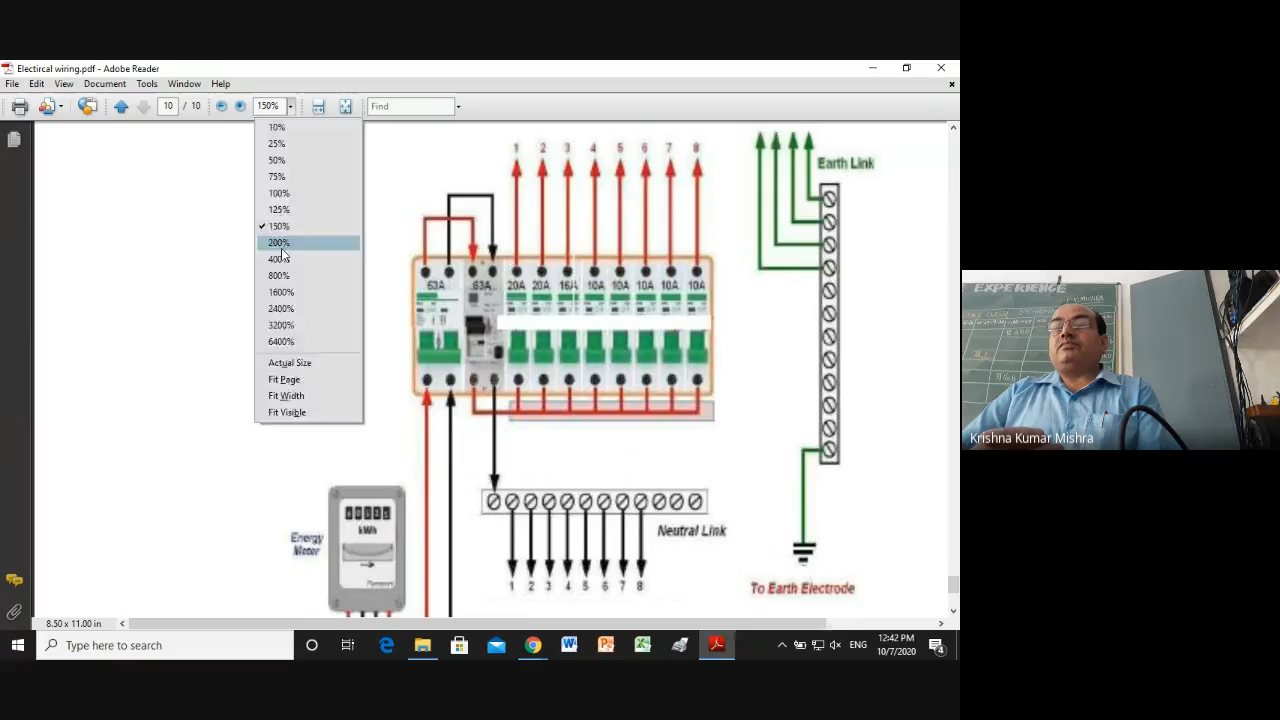 Electircal wiring.pdf - Adobe Reader
File Edit View Document Tools Window Help
10 / 10 150% Find
10%
25%
50%
75%
100%
125%
150%
200%
400%
800%
1600%
2400%
3200%
6400%
Actual Size
Fit Page
Fit Width
Fit Visible
1 2 3 4 5 6 7 8
Earth Link
63A 63A 20A 20A 16A 10A 10A 10A 10A 10A
EXPERIENCE
Krishna Kumar Mishra
Neutral Link
kWh
Energy
Meter
1 2 3 4 5 6 7 8
To Earth Electrode
8.50 x 11.00 in
Type here to search
ENG
12:42 PM
10/7/2020
4